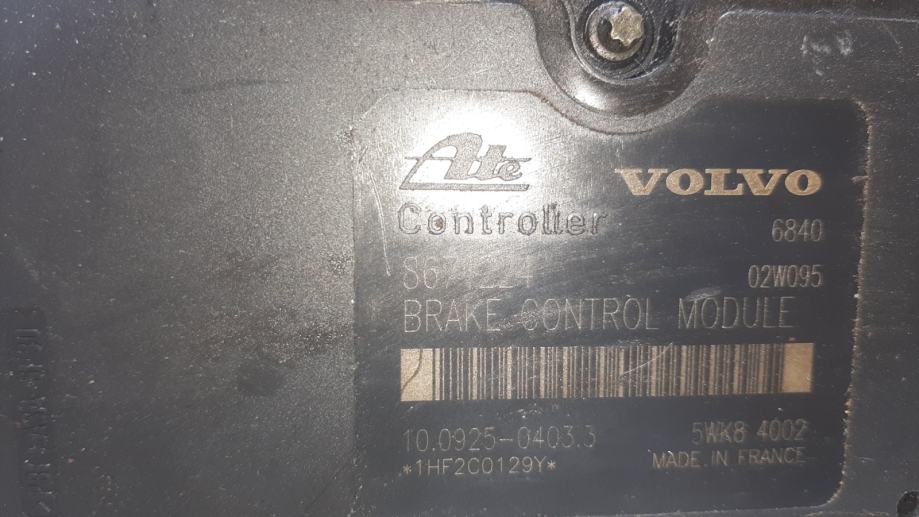 Ate
VOLVO
Controller
6840
02W095
BRAKE CONTROL MODULE
10.0925-0403.3
5WK8 4002
*1HF2C0129Y*
MADE IN FRANCE